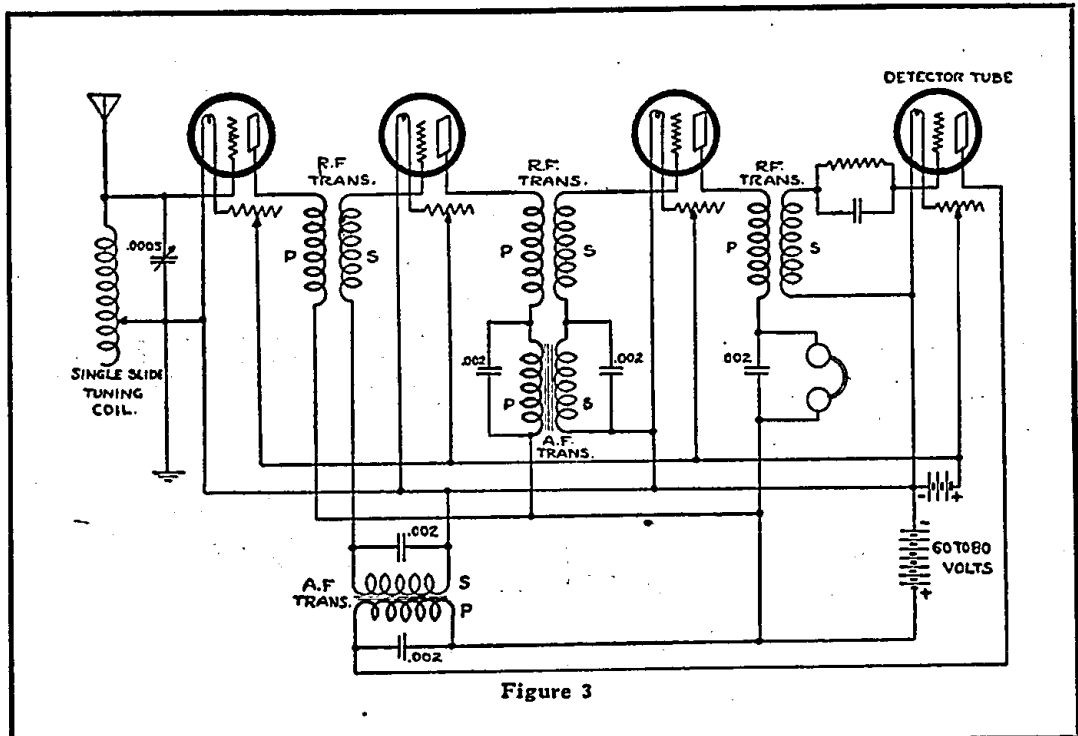 DETECTOR TUBE
R.F
TRANS.
R.F.
TRANS.
R.F.
TRANS.
.0005
P
S
P
S
P
S
SINGLE SLIDE
TUNING
COIL.
.002
P
S
.002
A.F.
TRANS.
.002
- +
.002
-
60 TO 80
VOLTS
+
A.F
TRANS.
S
P
.002
Figure 3